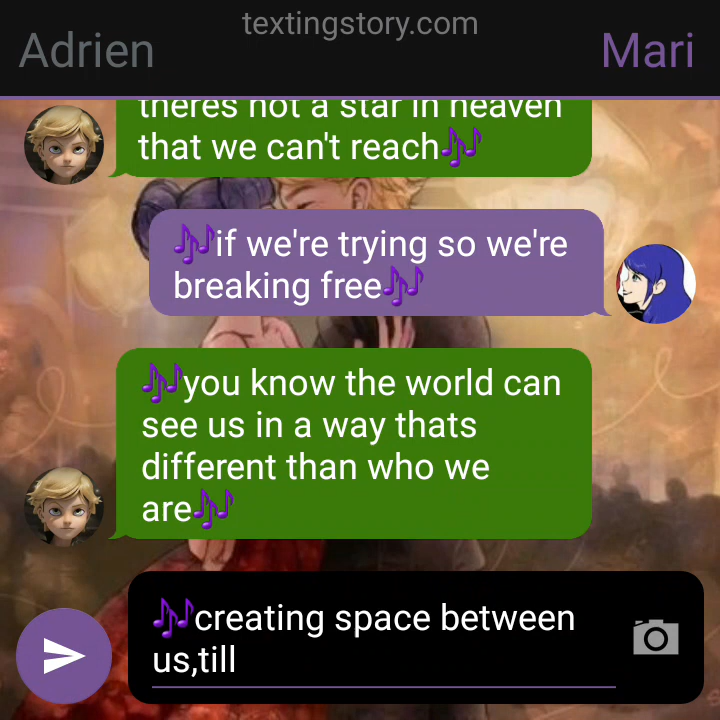 textingstory.com
Adrien
Mari
theres not a star in heaven
that we can't reach🎶
🎶if we're trying so we're
breaking free🎶
🎶you know the world can
see us in a way thats
different than who we
are🎶
🎶creating space between
us,till